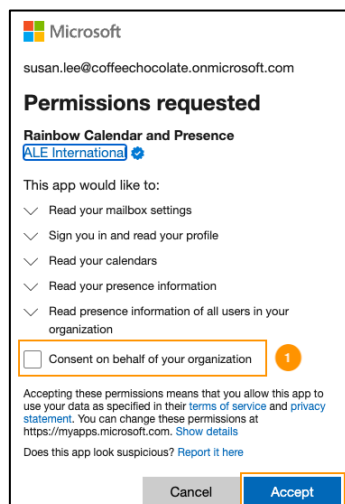 Microsoft
susan.lee@coffeechocolate.onmicrosoft.com
Permissions requested
Rainbow Calendar and Presence
ALE International
This app would like to:
Read your mailbox settings
Sign you in and read your profile
Read your calendars
Read your presence information
Read presence information of all users in your
organization
Consent on behalf of your organization
1
Accepting these permissions means that you allow this app to
use your data as specified in their terms of service and privacy
statement. You can change these permissions at
https://myapps.microsoft.com. Show details
Does this app look suspicious? Report it here
Cancel Accept